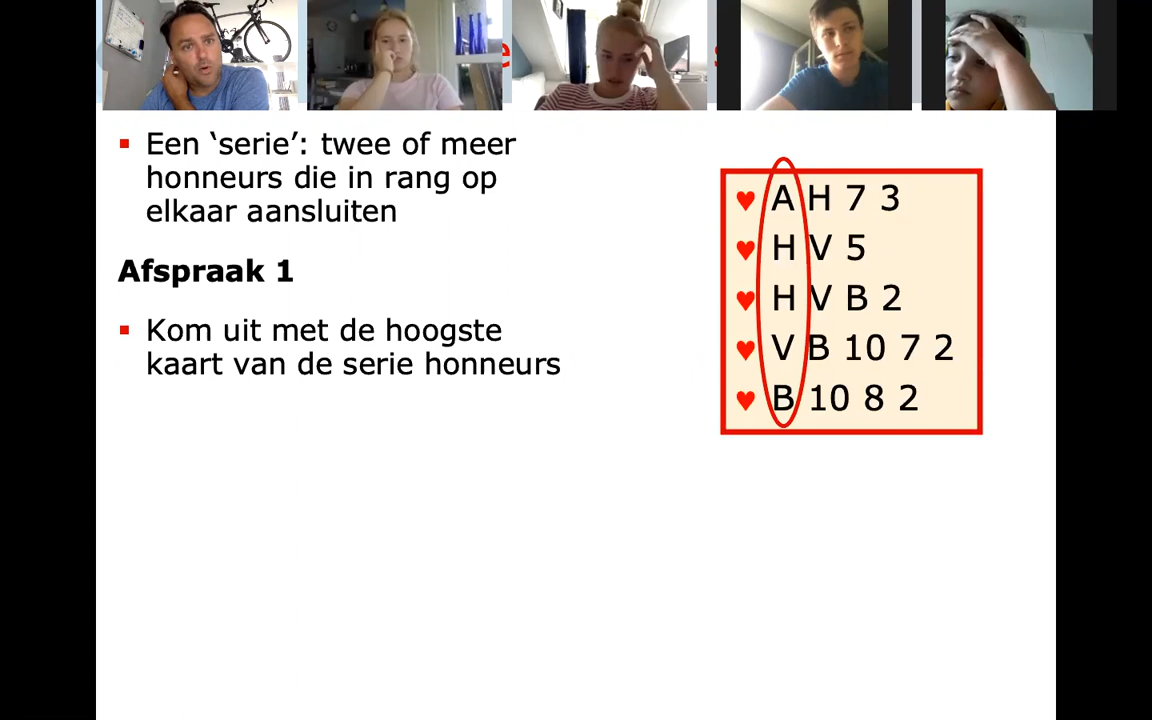 ▪ Een ‘serie’: twee of meer
honneurs die in rang op
elkaar aansluiten
Afspraak 1
▪ Kom uit met de hoogste
kaart van de serie honneurs
♥ A H 7 3
♥ H V 5
♥ H V B 2
♥ V B 10 7 2
♥ B 10 8 2